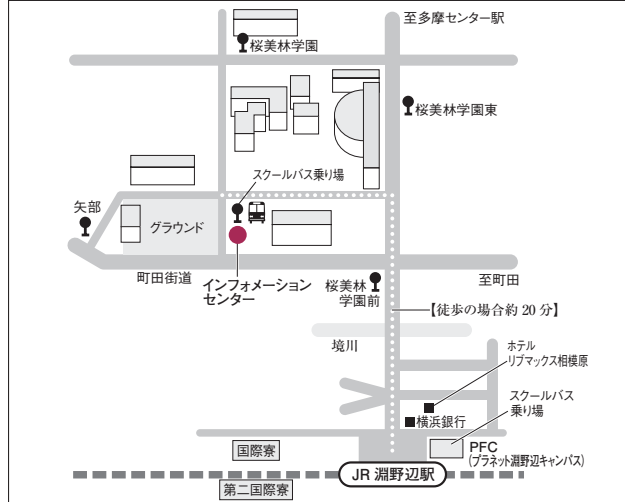 至多摩センター駅
桜美林学園
桜美林学園東
スクールバス乗り場
矢部
グラウンド
町田街道
インフォメーション
センター
桜美林
学園前
至町田
【徒歩の場合約20分】
境川
ホテル
リブマックス相模原
スクールバス
乗り場
横浜銀行
国際寮
PFC
(プラネット淵野辺キャンパス)
JR 淵野辺駅
第二国際寮